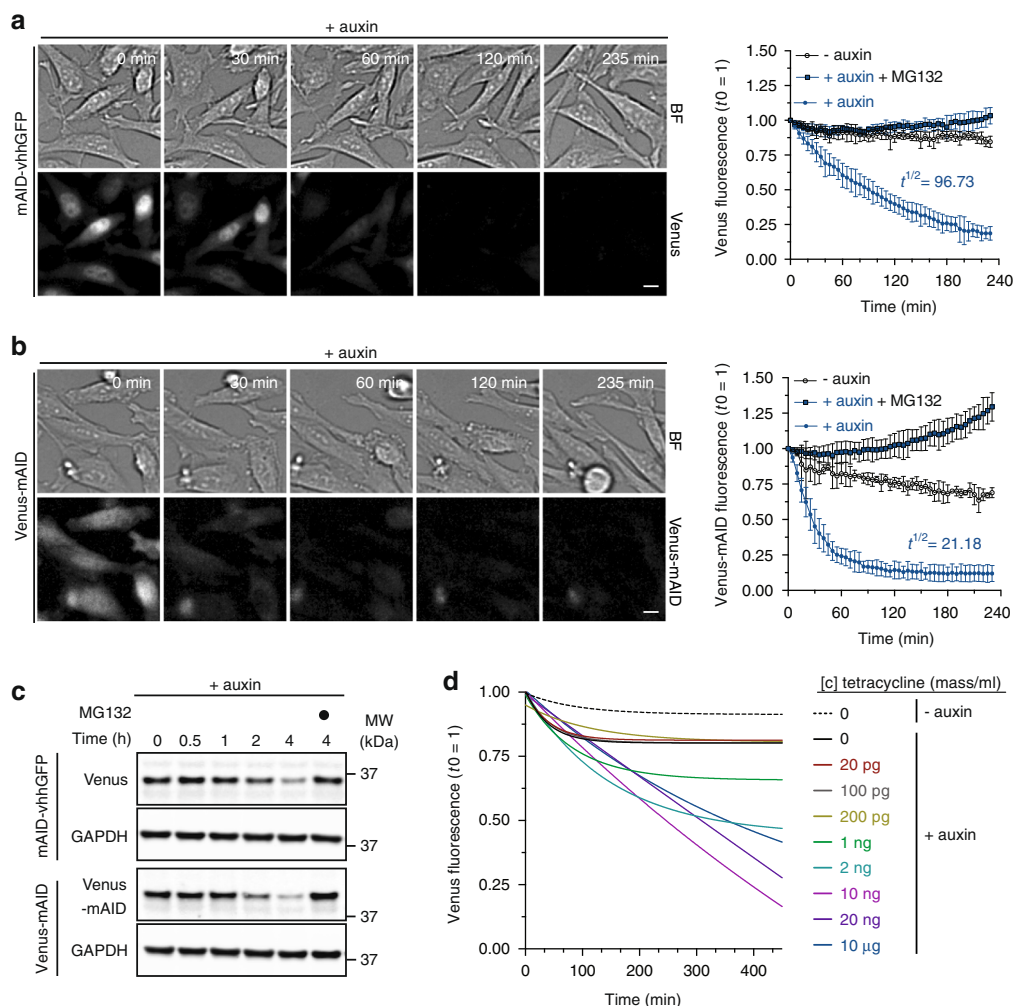 a
+ auxin
mAID-vhhGFP
0 min
30 min
60 min
120 min
235 min
BF
Venus
Venus fluorescence (t0 = 1)
1.50
1.25
1.00
0.75
0.50
0.25
0.00
- auxin
+ auxin + MG132
+ auxin
t1/2= 96.73
0
60
120
180
240
Time (min)
b
+ auxin
Venus-mAID
0 min
30 min
60 min
120 min
235 min
BF
Venus-mAID
Venus-mAID fluorescence (t0 = 1)
1.50
1.25
1.00
0.75
0.50
0.25
0.00
- auxin
+ auxin + MG132
+ auxin
t1/2= 21.18
0
60
120
180
240
Time (min)
c
+ auxin
MG132 ●
MW
(kDa)
Time (h) 0 0.5 1 2 4 4
mAID-vhhGFP
Venus
37
GAPDH
37
Venus-mAID
Venus
-mAID
37
GAPDH
37
d
Venus fluorescence (t0 = 1)
1.00
0.75
0.50
0.25
0.00
0
100
200
300
400
Time (min)
[c] tetracycline (mass/ml)
0
- auxin
0
20 pg
100 pg
200 pg
1 ng
2 ng
10 ng
20 ng
10 µg
+ auxin